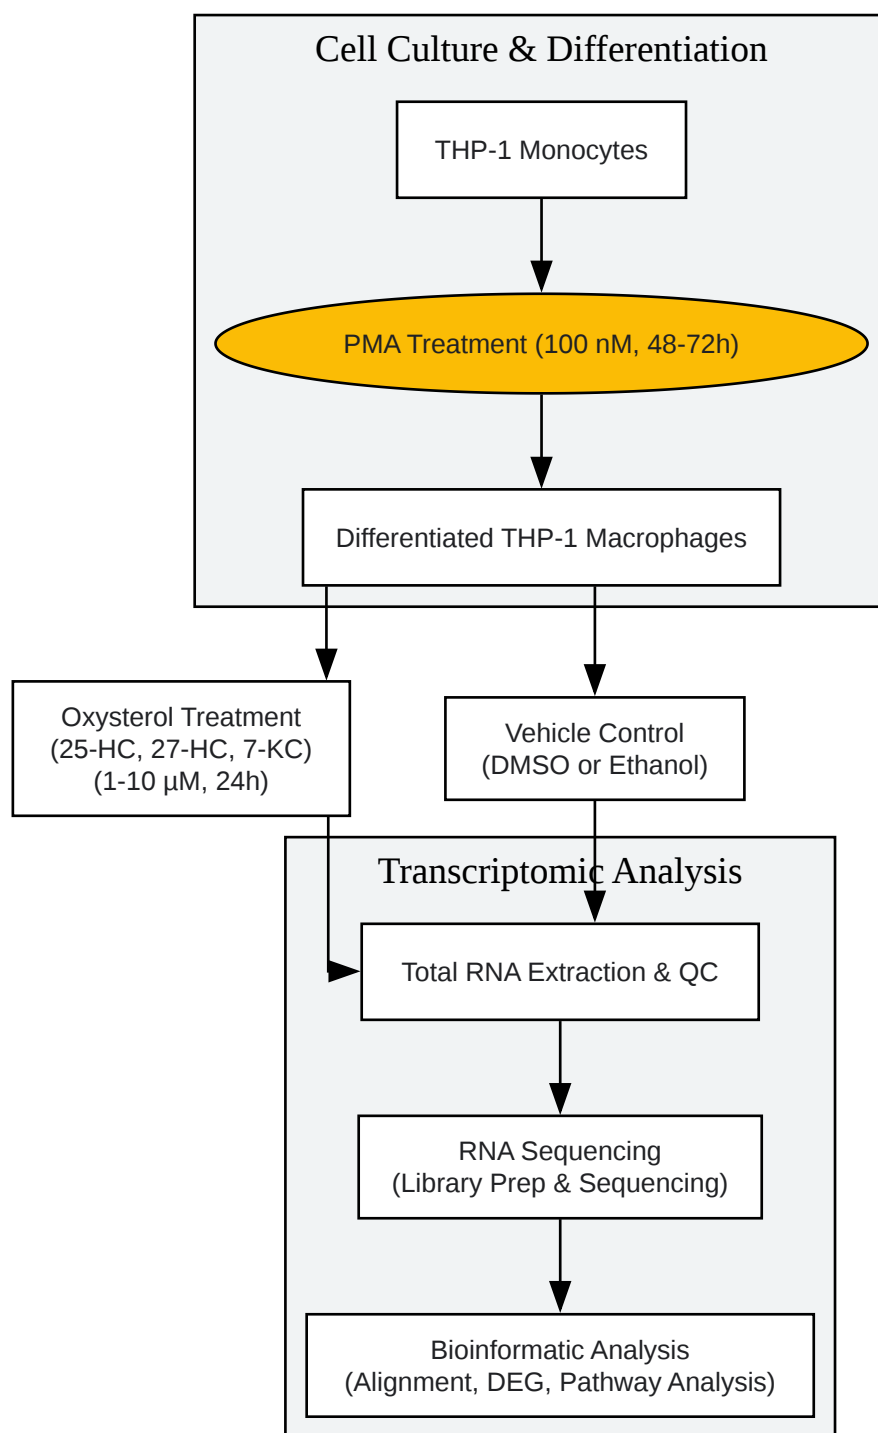 Cell Culture & Differentiation
THP-1 Monocytes
PMA Treatment (100 nM, 48-72h)
Differentiated THP-1 Macrophages
Oxysterol Treatment
(25-HC, 27-HC, 7-KC)
(1-10 µM, 24h)
Vehicle Control
(DMSO or Ethanol)
Transcriptomic Analysis
Total RNA Extraction & QC
RNA Sequencing
(Library Prep & Sequencing)
Bioinformatic Analysis
(Alignment, DEG, Pathway Analysis)